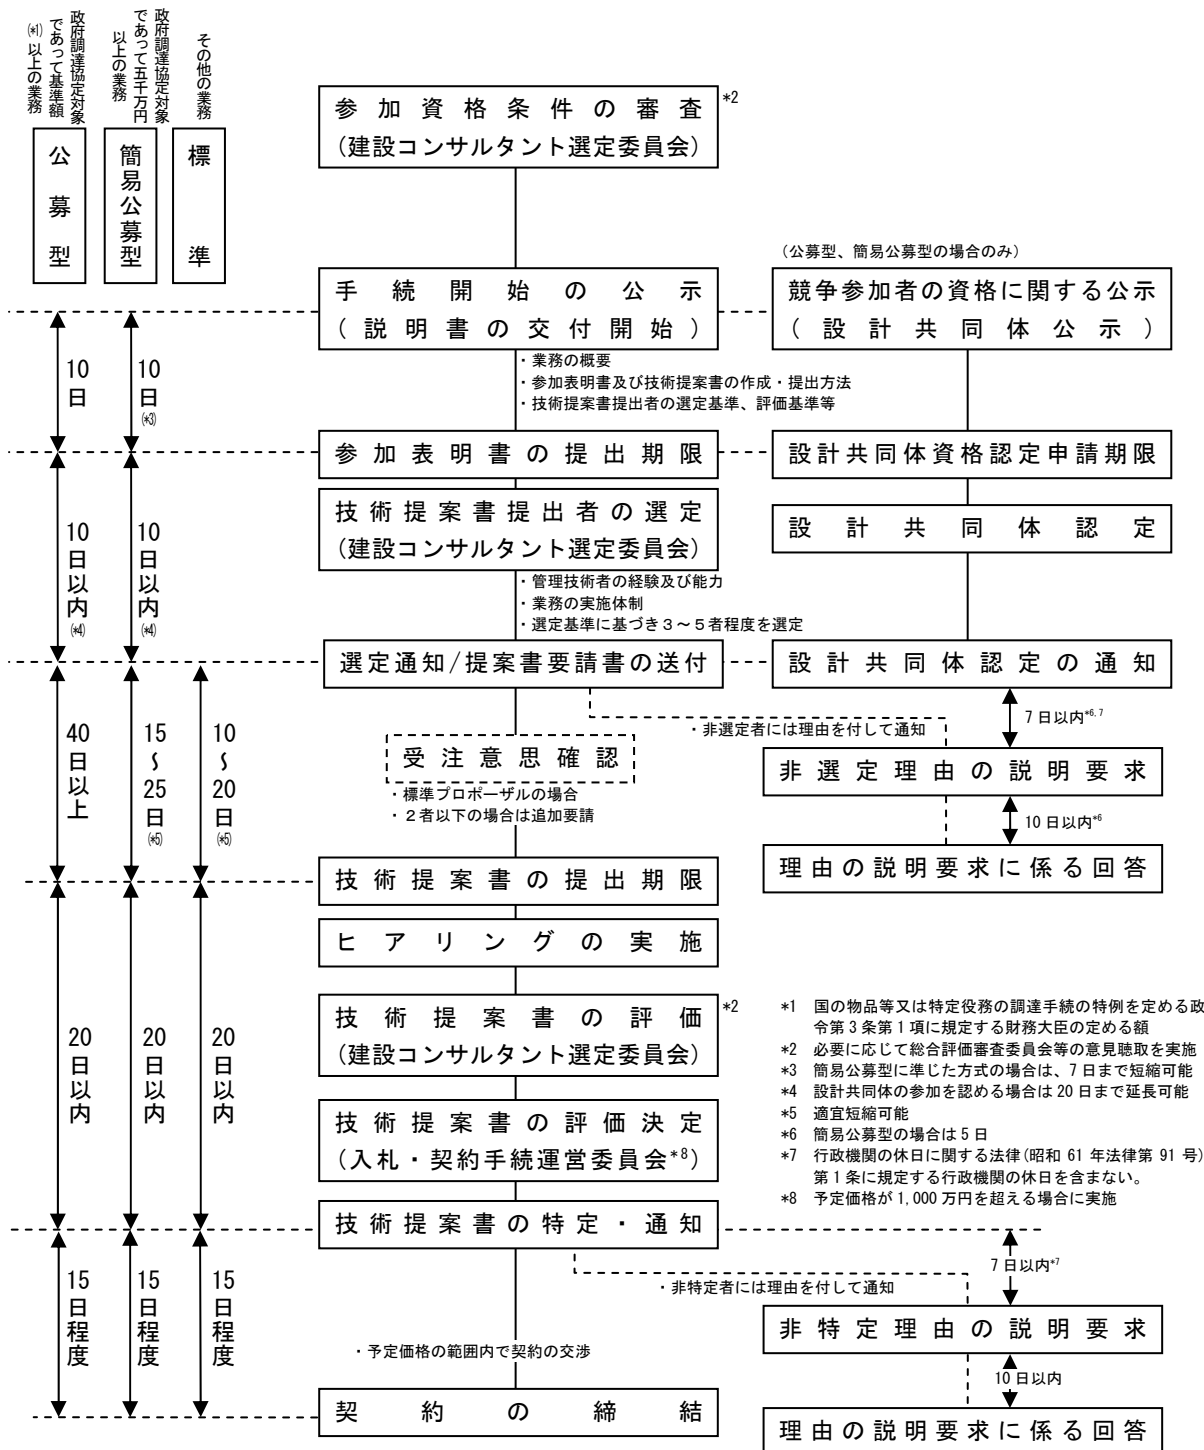 政府調達協定対象
であって基準額
(*1)以上の業務
政府調達協定対象
であって五千万円
以上の業務
その他の業務
公募型
簡易公募型
標準
参加資格条件の審査 *2
(建設コンサルタント選定委員会)
(公募型、簡易公募型の場合のみ)
手続開始の公示
(説明書の交付開始)
競争参加者の資格に関する公示
(設計共同体公示)
10日
10日(*3)
・業務の概要
・参加表明書及び技術提案書の作成・提出方法
・技術提案書提出者の選定基準、評価基準等
参加表明書の提出期限
設計共同体資格認定申請期限
10日以内(*4)
10日以内(*4)
技術提案書提出者の選定
(建設コンサルタント選定委員会)
設計共同体認定
・管理技術者の経験及び能力
・業務の実施体制
・選定基準に基づき3～5者程度を選定
選定通知/提案書要請書の送付
設計共同体認定の通知
40日以上
15～25日(*5)
10～20日(*5)
・非選定者には理由を付して通知
7日以内*6,7
受注意思確認
非選定理由の説明要求
・標準プロポーザルの場合
・2者以下の場合は追加要請
10日以内*6
技術提案書の提出期限
理由の説明要求に係る回答
ヒアリングの実施
20日以内
20日以内
20日以内
技術提案書の評価 *2
(建設コンサルタント選定委員会)
技術提案書の評価決定
(入札・契約手続運営委員会*8)
*1 国の物品等又は特定役務の調達手続の特例を定める政
令第3条第1項に規定する財務大臣の定める額
*2 必要に応じて総合評価審査委員会等の意見聴取を実施
*3 簡易公募型に準じた方式の場合は、7日まで短縮可能
*4 設計共同体の参加を認める場合は20日まで延長可能
*5 適宜短縮可能
*6 簡易公募型の場合は5日
*7 行政機関の休日に関する法律(昭和61年法律第91号)
第1条に規定する行政機関の休日を含まない。
*8 予定価格が1,000万円を超える場合に実施
技術提案書の特定・通知
15日程度
15日程度
15日程度
・非特定者には理由を付して通知
7日以内*7
非特定理由の説明要求
・予定価格の範囲内で契約の交渉
10日以内
契約の締結
理由の説明要求に係る回答